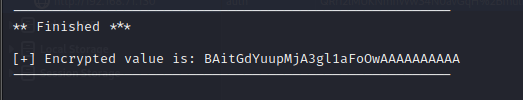 ** Finished ***
[+] Encrypted value is: BAitGdYuupMjA3gl1aFoOwAAAAAAAAAA